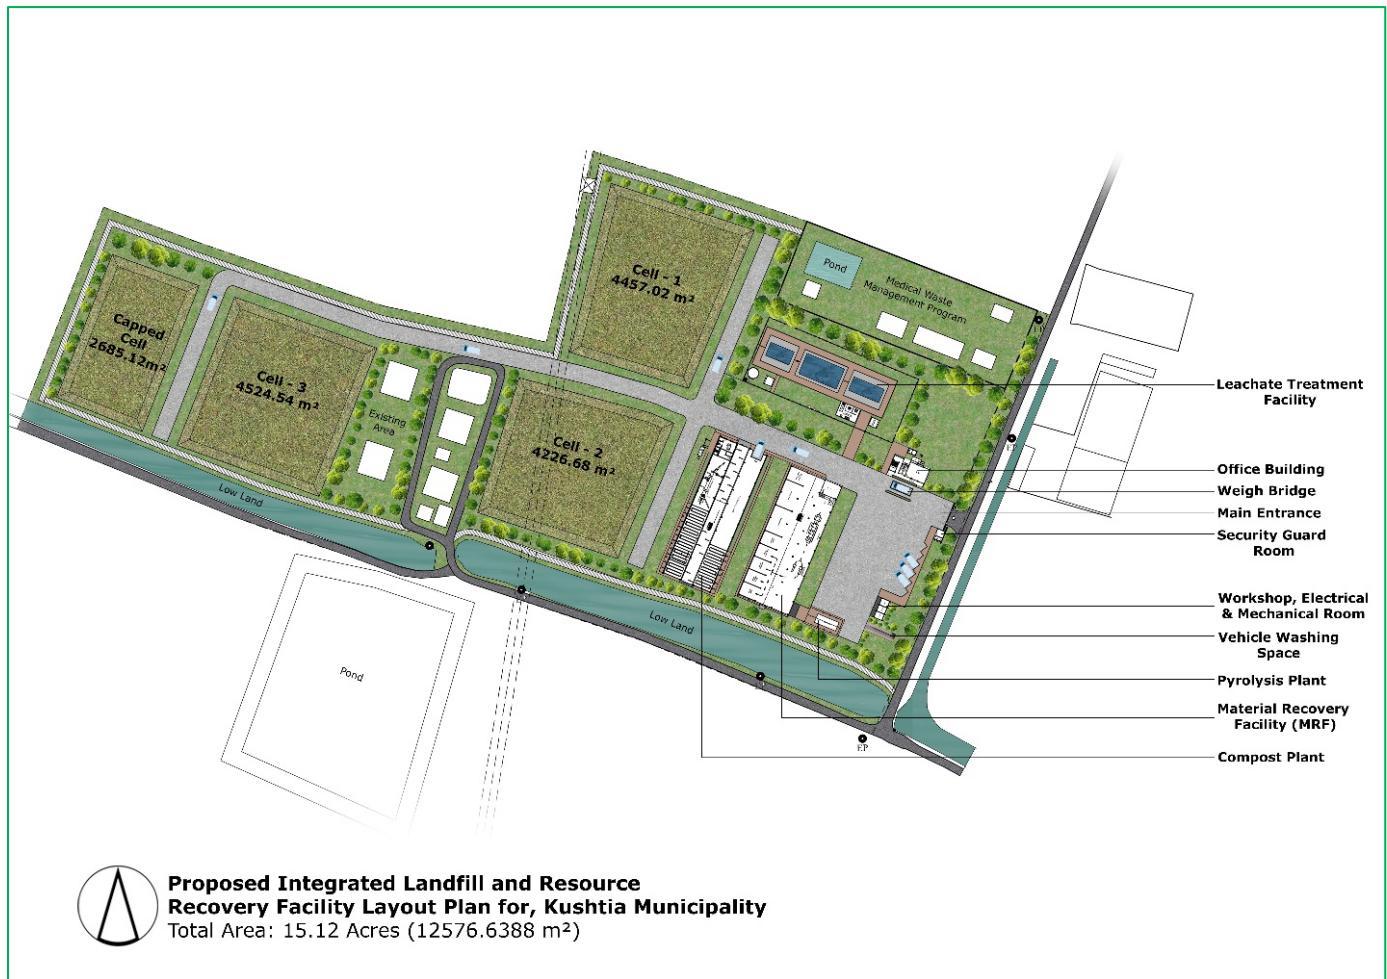 Cell - 1
4457.02 m²
Pond
Medical Waste
Management Program
Capped
Cell
2685.12m²
Cell - 3
4524.54 m²
Existing
Area
Cell - 2
4226.68 m²
Low Land
Low Land
Pond
EP
Leachate Treatment
Facility
Office Building
Weigh Bridge
Main Entrance
Security Guard
Room
Workshop, Electrical
& Mechanical Room
Vehicle Washing
Space
Pyrolysis Plant
Material Recovery
Facility (MRF)
Compost Plant
Proposed Integrated Landfill and Resource
Recovery Facility Layout Plan for, Kushtia Municipality
Total Area: 15.12 Acres (12576.6388 m²)